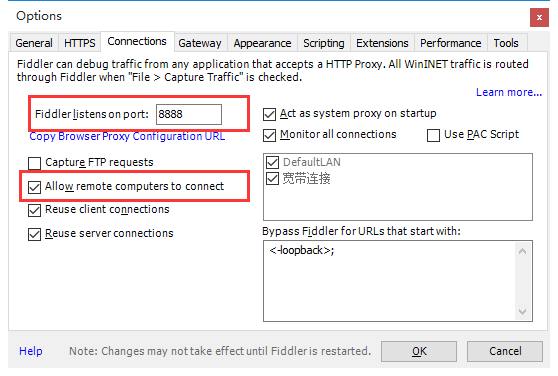 Options
x
General HTTPS Connections Gateway Appearance Scripting Extensions Performance Tools
Fiddler can debug traffic from any application that accepts a HTTP Proxy. All WinINET traffic is routed
through Fiddler when "File > Capture Traffic" is checked.
Learn more...
Fiddler listens on port: 8888
Copy Browser Proxy Configuration URL
Capture FTP requests
Allow remote computers to connect
Reuse client connections
Reuse server connections
Act as system proxy on startup
Monitor all connections Use PAC Script
DefaultLAN
宽带连接
Bypass Fiddler for URLs that start with:
<-loopback>;
Help Note: Changes may not take effect until Fiddler is restarted. OK Cancel